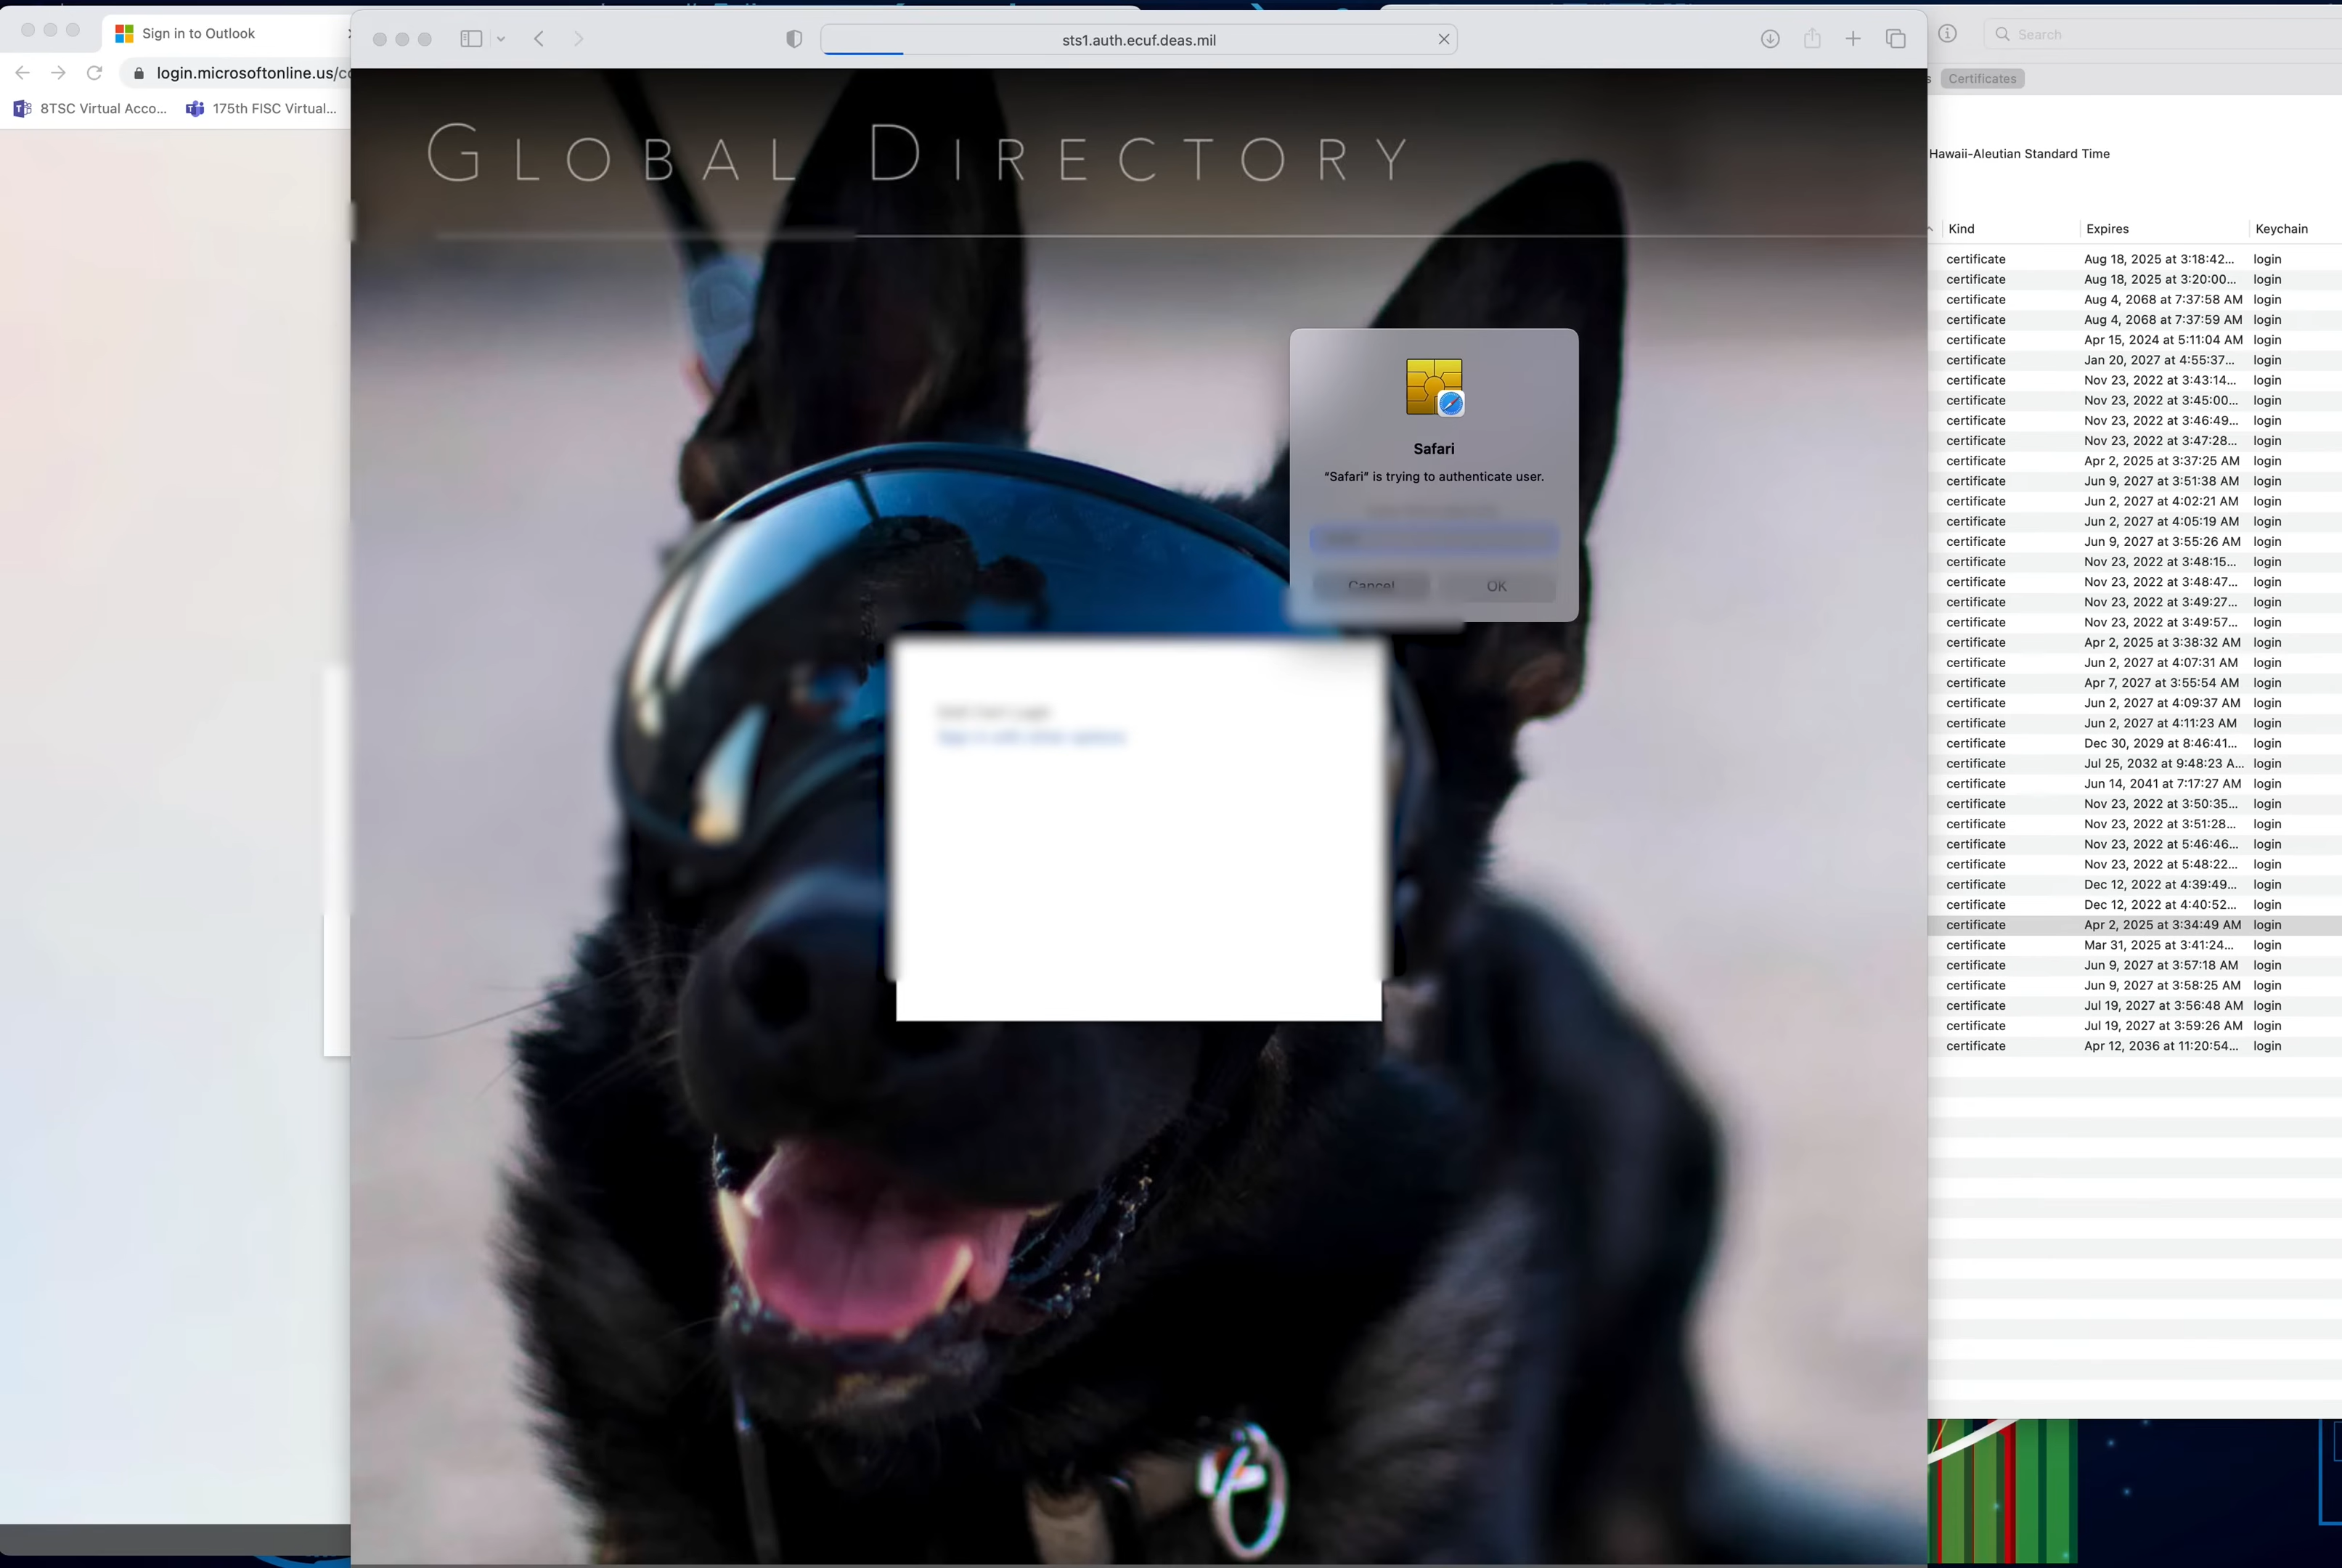 Sign in to Outlook
login.microsoftonline.us/co
8TSC Virtual Acco...
175th FISC Virtual...
sts1.auth.ecuf.deas.mil
GLOBAL DIRECTORY
Safari
“Safari” is trying to authenticate user.
Cancel
OK
Search
Certificates
Hawaii-Aleutian Standard Time
Kind Expires Keychain
certificate Aug 18, 2025 at 3:18:42... login
certificate Aug 18, 2025 at 3:20:00... login
certificate Aug 4, 2068 at 7:37:58 AM login
certificate Aug 4, 2068 at 7:37:59 AM login
certificate Apr 15, 2024 at 5:11:04 AM login
certificate Jan 20, 2027 at 4:55:37... login
certificate Nov 23, 2022 at 3:43:14... login
certificate Nov 23, 2022 at 3:45:00... login
certificate Nov 23, 2022 at 3:46:49... login
certificate Nov 23, 2022 at 3:47:28... login
certificate Apr 2, 2025 at 3:37:25 AM login
certificate Jun 9, 2027 at 3:51:38 AM login
certificate Jun 2, 2027 at 4:02:21 AM login
certificate Jun 2, 2027 at 4:05:19 AM login
certificate Jun 9, 2027 at 3:55:26 AM login
certificate Nov 23, 2022 at 3:48:15... login
certificate Nov 23, 2022 at 3:48:47... login
certificate Nov 23, 2022 at 3:49:27... login
certificate Nov 23, 2022 at 3:49:57... login
certificate Apr 2, 2025 at 3:38:32 AM login
certificate Jun 2, 2027 at 4:07:31 AM login
certificate Apr 7, 2027 at 3:55:54 AM login
certificate Jun 2, 2027 at 4:09:37 AM login
certificate Jun 2, 2027 at 4:11:23 AM login
certificate Dec 30, 2029 at 8:46:41... login
certificate Jul 25, 2032 at 9:48:23 A... login
certificate Jun 14, 2041 at 7:17:27 AM login
certificate Nov 23, 2022 at 3:50:35... login
certificate Nov 23, 2022 at 3:51:28... login
certificate Nov 23, 2022 at 5:46:46... login
certificate Nov 23, 2022 at 5:48:22... login
certificate Dec 12, 2022 at 4:39:49... login
certificate Dec 12, 2022 at 4:40:52... login
certificate Apr 2, 2025 at 3:34:49 AM login
certificate Mar 31, 2025 at 3:41:24... login
certificate Jun 9, 2027 at 3:57:18 AM login
certificate Jun 9, 2027 at 3:58:25 AM login
certificate Jul 19, 2027 at 3:56:48 AM login
certificate Jul 19, 2027 at 3:59:26 AM login
certificate Apr 12, 2036 at 11:20:54... login